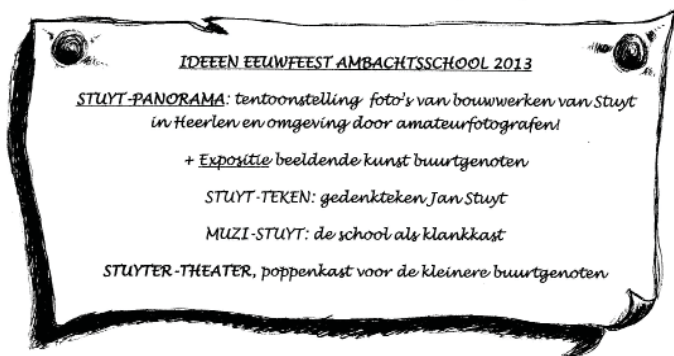 IDEEEN EEUWFEEST AMBACHTSSCHOOL 2013
STUYT-PANORAMA: tentoonstelling foto's van bouwwerken van Stuyt
in Heerlen en omgeving door amateurfotografen!
+ Expositie beeldende kunst buurtgenoten
STUYT-TEKEN: gedenkteken Jan Stuyt
MUZI-STUYT: de school als klankkast
STUYTER-THEATER, poppenkast voor de kleinere buurtgenoten